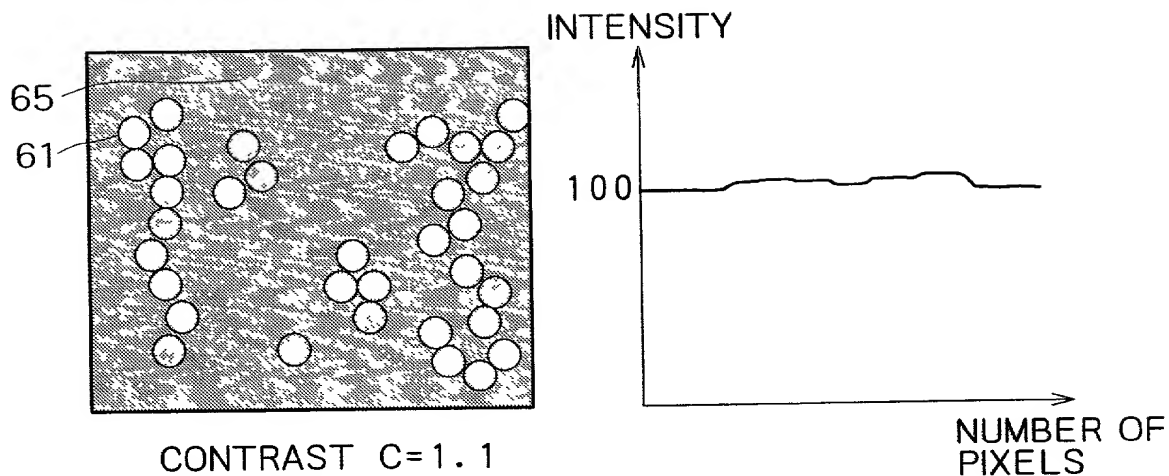 65
61
CONTRAST C=1.1
INTENSITY
100
NUMBER OF
PIXELS